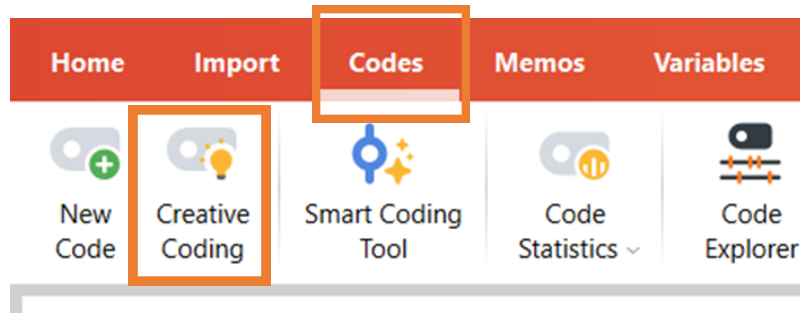 Home Import Codes Memos Variables
New Creative Smart Coding Code Code
Code Coding Tool Statistics Explorer